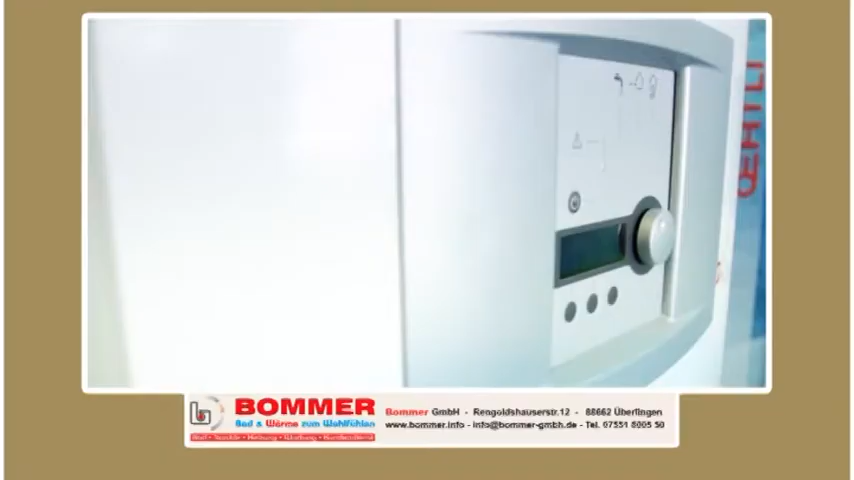 ŒRTLI
BOMMER
Bad & Wärme zum Wohlfühlen
Bommer GmbH - Rengoldshauserstr.12 - 88662 Überlingen
www.bommer.info - info@bommer-gmbh.de - Tel. 07551 8005 50